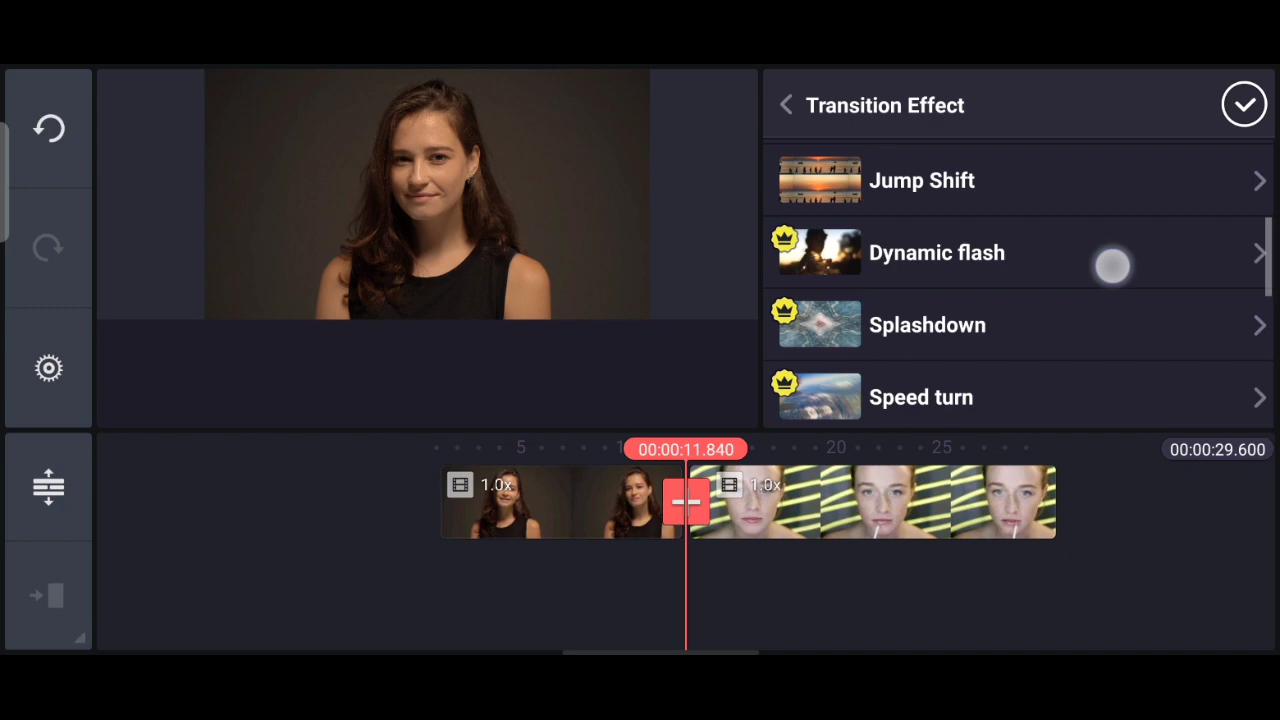 Transition Effect
Jump Shift
Dynamic flash
Splashdown
Speed turn
5
1
00:00:11.840
20
25
00:00:29.600
1.0x
1.0x